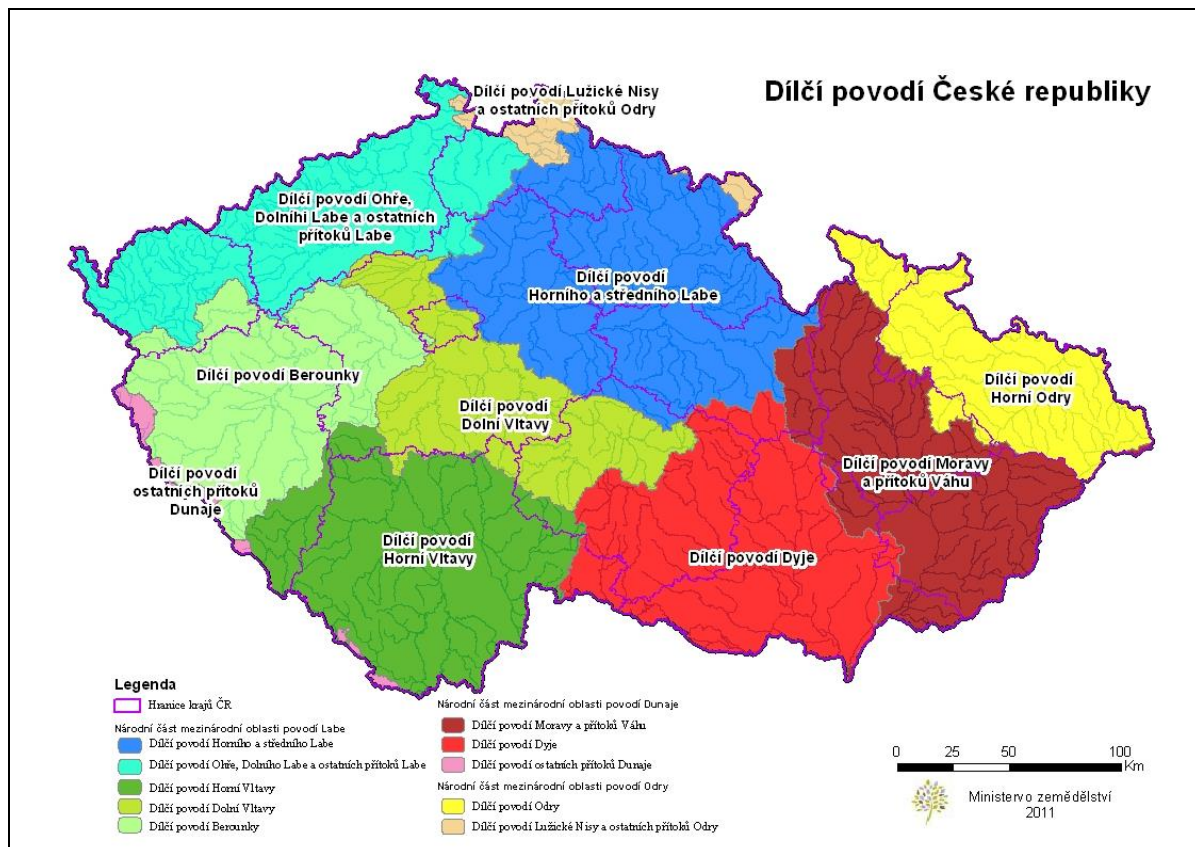 Dílčí povodí České republiky
Dílčí povodí Lužické Nisy
a ostatních přítoků Odry
Dílčí povodí Ohře,
Dolnihi Labe a ostatních
přítoků Labe
Dílčí povodí
Horního a středního Labe
Dílčí povodí Berounky
Dílčí povodí
Dolní Vltavy
Dílčí povodí
Horní Odry
Dílčí povodí
ostatních přítoků
Dunaje
Dílčí povodí Moravy
a přítoků Váhu
Dílčí povodí
Horní Vltavy
Dílčí povodí Dyje
Legenda
Hranice krajů ČR
Národní část mezinárodní oblasti povodí Labe
Dílčí povodí Horního a středního Labe
Dílčí povodí Ohře, Dolního Labe a ostatních přítoků Labe
Dílčí povodí Horní Vltavy
Dílčí povodí Dolní Vltavy
Dílčí povodí Berounky
Národní část mezinárodní oblasti povodí Dunaje
Dílčí povodí Moravy a přítoků Váhu
Dílčí povodí Dyje
Dílčí povodí ostatních přítoků Dunaje
Národní část mezinárodní oblasti povodí Odry
Dílčí povodí Odry
Dílčí povodí Lužické Nisy a ostatních přítoků Odry
0 25 50 100
Km
Ministervo zemědělství
2011